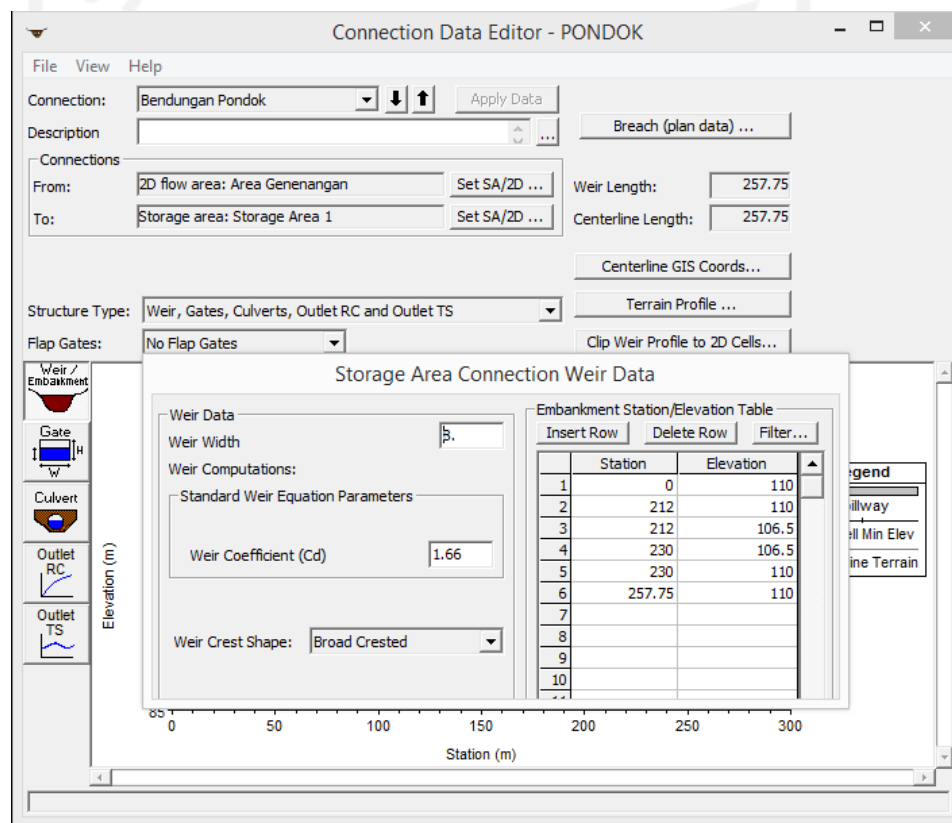 Connection Data Editor - PONDOK
File View Help
Connection: Bendungan Pondok Apply Data
Description ... Breach (plan data) ...
Connections
From: 2D flow area: Area Genenangan Set SA/2D ... Weir Length: 257.75
To: Storage area: Storage Area 1 Set SA/2D ... Centerline Length: 257.75
Centerline GIS Coords...
Structure Type: Weir, Gates, Culverts, Outlet RC and Outlet TS Terrain Profile ...
Flap Gates: No Flap Gates Clip Weir Profile to 2D Cells...
Weir / Embankment
Gate
H
W
Culvert
Outlet RC
Outlet TS
Storage Area Connection Weir Data
Weir Data
Weir Width 3.
Weir Computations:
Standard Weir Equation Parameters
Weir Coefficient (Cd) 1.66
Weir Crest Shape: Broad Crested
Embankment Station/Elevation Table
Insert Row Delete Row Filter...
Station Elevation
1 0 110
2 212 110
3 212 106.5
4 230 106.5
5 230 110
6 257.75 110
7
8
9
10
egend
illway
ell Min Elev
ine Terrain
Elevation (m)
85
0 50 100 150 200 250 300
Station (m)